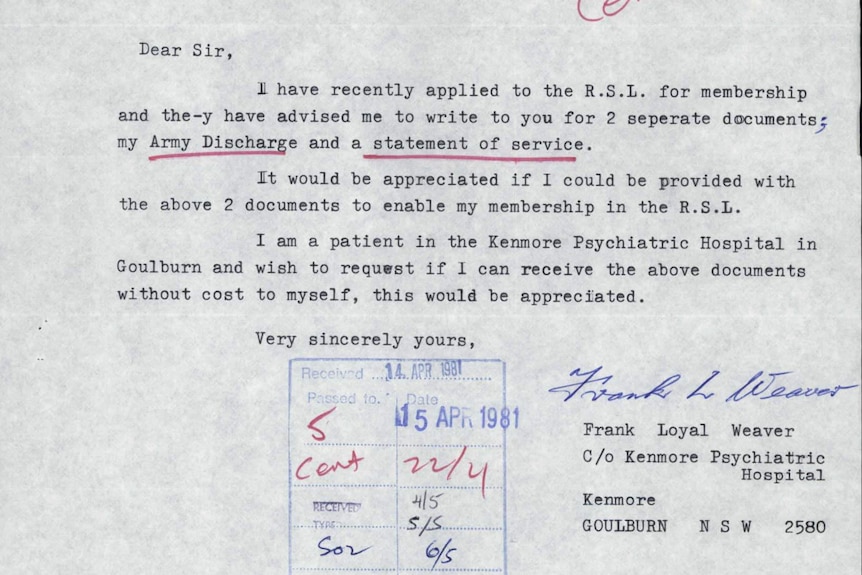 Dear Sir,
I have recently applied to the R.S.L. for membership
and the-y have advised me to write to you for 2 seperate documents;
my Army Discharge and a statement of service.
It would be appreciated if I could be provided with
the above 2 documents to enable my membership in the R.S.L.
I am a patient in the Kenmore Psychiatric Hospital in
Goulburn and wish to request if I can receive the above documents
without cost to myself, this would be appreciated.
Very sincerely yours,
Received 14 APR 1981
Passed to. Date
5 15 APR 1981
Cent 22/4
RECEIVED 4/5
TYPE 5/5
6/5
Frank L Weaver
Frank Loyal Weaver
C/o Kenmore Psychiatric
Hospital
Kenmore
GOULBURN N S W 2580